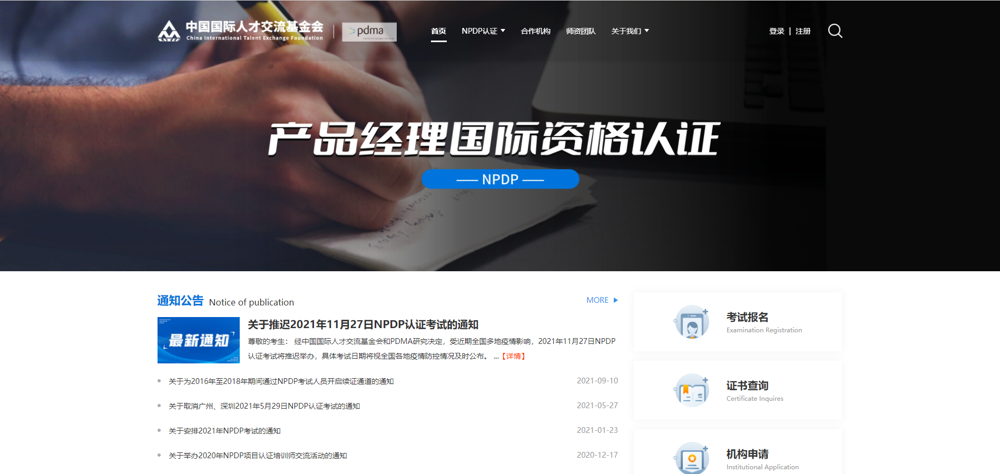 中国国际人才交流基金会
China International Talent Exchange Foundation
pdma
首页
NPDP认证
合作机构
师资团队
关于我们
登录 | 注册
产品经理国际资格认证
NPDP
通知公告 Notice of publication
MORE
最新通知
关于推迟2021年11月27日NPDP认证考试的通知
尊敬的考生： 经中国国际人才交流基金会和PDMA研究决定，受近期全国多地疫情影响，2021年11月27日NPDP
认证考试将推迟举办，具体考试日期将视全国各地疫情防控情况及时公布。 ...【详情】
关于为2016年至2018年期间通过NPDP考试人员开启续证通道的通知 2021-09-10
关于取消广州、深圳2021年5月29日NPDP认证考试的通知 2021-05-27
关于安排2021年NPDP考试的通知 2021-01-23
关于举办2020年NPDP项目认证培训师交流活动的通知 2020-12-17
考试报名
Examination Registration
证书查询
Certificate Inquires
机构申请
Institutional Application